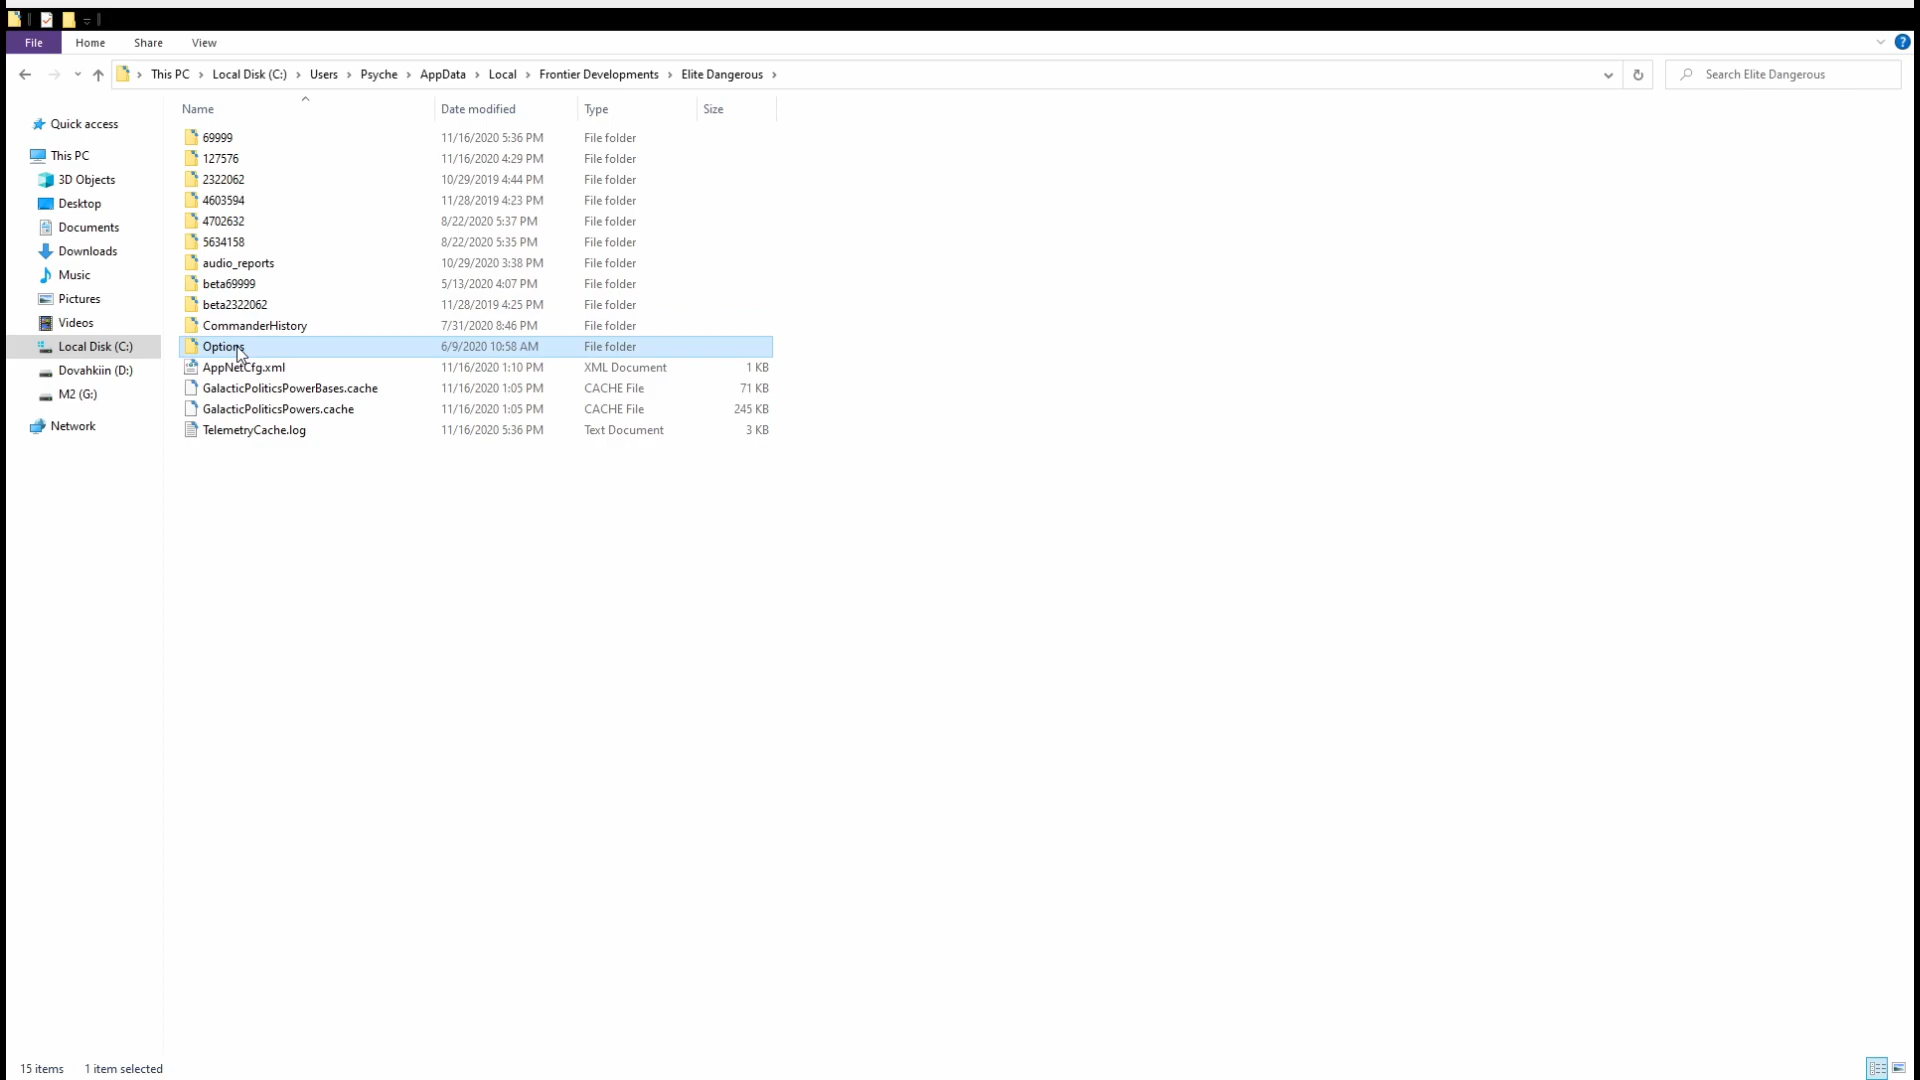 File Home Share View
This PC Local Disk (C:) Users Psyche AppData Local Frontier Developments Elite Dangerous
Search Elite Dangerous
Name Date modified Type Size
Quick access
This PC
3D Objects
Desktop
Documents
Downloads
Music
Pictures
Videos
Local Disk (C:)
Dovahkiin (D:)
M2 (G:)
Network
69999 11/16/2020 5:36 PM File folder
127576 11/16/2020 4:29 PM File folder
2322062 10/29/2019 4:44 PM File folder
4603594 11/28/2019 4:23 PM File folder
4702632 8/22/2020 5:37 PM File folder
5634158 8/22/2020 5:35 PM File folder
audio_reports 10/29/2020 3:38 PM File folder
beta69999 5/13/2020 4:07 PM File folder
beta2322062 11/28/2019 4:25 PM File folder
CommanderHistory 7/31/2020 8:46 PM File folder
Options 6/9/2020 10:58 AM File folder
AppNetCfg.xml 11/16/2020 1:10 PM XML Document 1 KB
GalacticPoliticsPowerBases.cache 11/16/2020 1:05 PM CACHE File 71 KB
GalacticPoliticsPowers.cache 11/16/2020 1:05 PM CACHE File 245 KB
TelemetryCache.log 11/16/2020 5:36 PM Text Document 3 KB
15 items 1 item selected